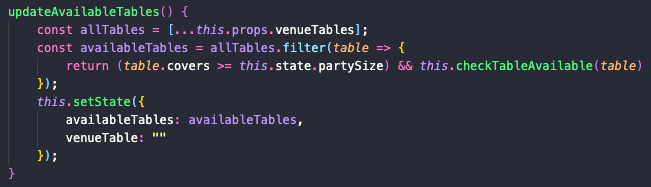 updateAvailableTables() {
const allTables = [...this.props.venueTables];
const availableTables = allTables.filter(table => {
return (table.covers >= this.state.partySize) && this.checkTableAvailable(table)
});
this.setState({
availableTables: availableTables,
venueTable: ""
});
}